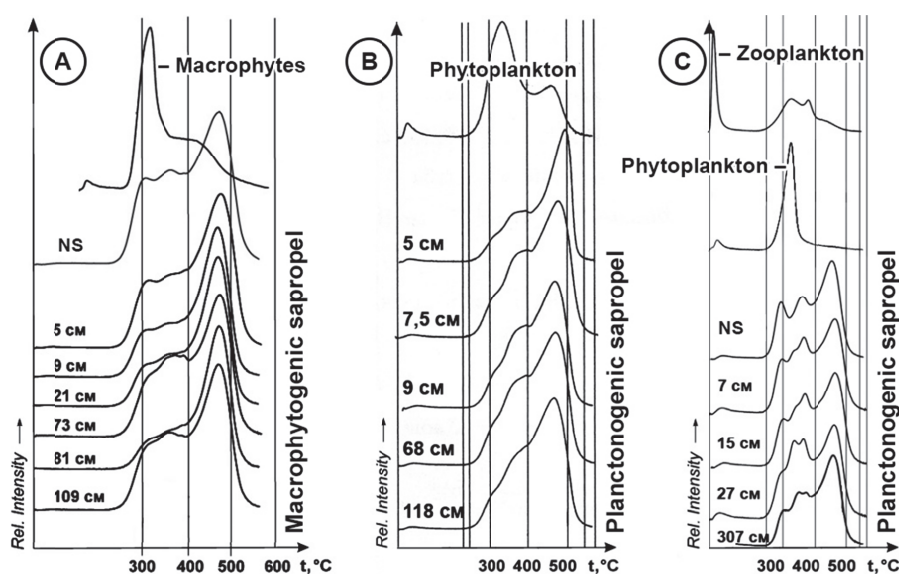 A
Macrophytes
NS
5 см
9 см
21 см
73 см
81 см
109 см
Rel. Intensity →
Macrophytogenic sapropel
300 400 500 600 t,°C
B
Phytoplankton
5 см
7,5 см
9 см
68 см
118 см
Rel. Intensity →
Planctonogenic sapropel
300 400 500 t,°C
C
Zooplankton
Phytoplankton
NS
7 см
15 см
27 см
307 см
Rel. Intensity →
Planctonogenic sapropel
300 400 500 t,°C